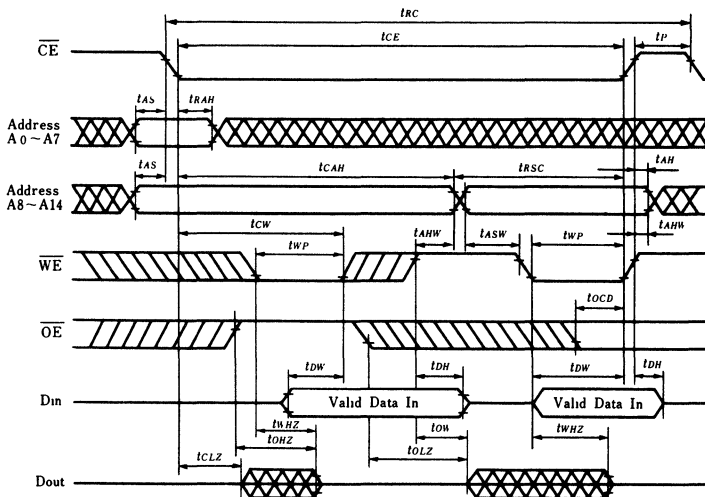 tRC
tCE
tP
CE
tAS
tRAH
Address
A0~A7
tAS
tCAH
tRSC
tAH
Address
A8~A14
tCW
tAHW
tASW
tWP
tAHW
tWP
WE
tOCD
OE
tDW
tDH
tDW
tDH
Din
Valid Data In
Valid Data In
tWHZ
tOW
tWHZ
tOHZ
tOLZ
tCLZ
Dout